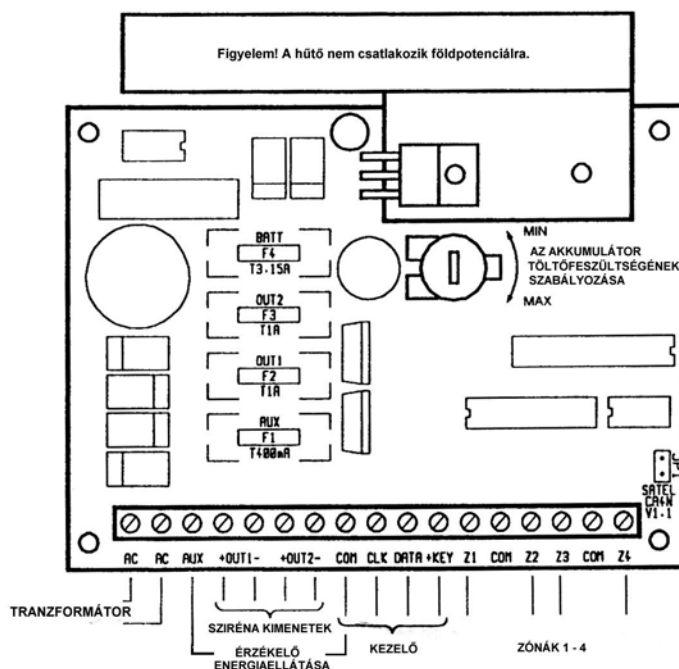 Figyelem! A hűtő nem csatlakozik földpotenciálra.
MIN
AZ AKKUMULÁTOR
TÖLTŐFESZÜLTSÉGÉNEK
SZABÁLYOZÁSA
MAX
BATT
F4
T3.15A
OUT2
F3
T1A
OUT1
F2
T1A
AUX
F1
T400mA
SATEL
CA4N
V1.1
AC AC AUX +OUT1- +OUT2- COM CLK DATA +KEY Z1 COM Z2 Z3 COM Z4
TRANZFORMÁTOR
SZIRÉNA KIMENETEK
ÉRZÉKELŐ
ENERGIAELLÁTÁSA
KEZELŐ
ZÓNÁK 1 - 4